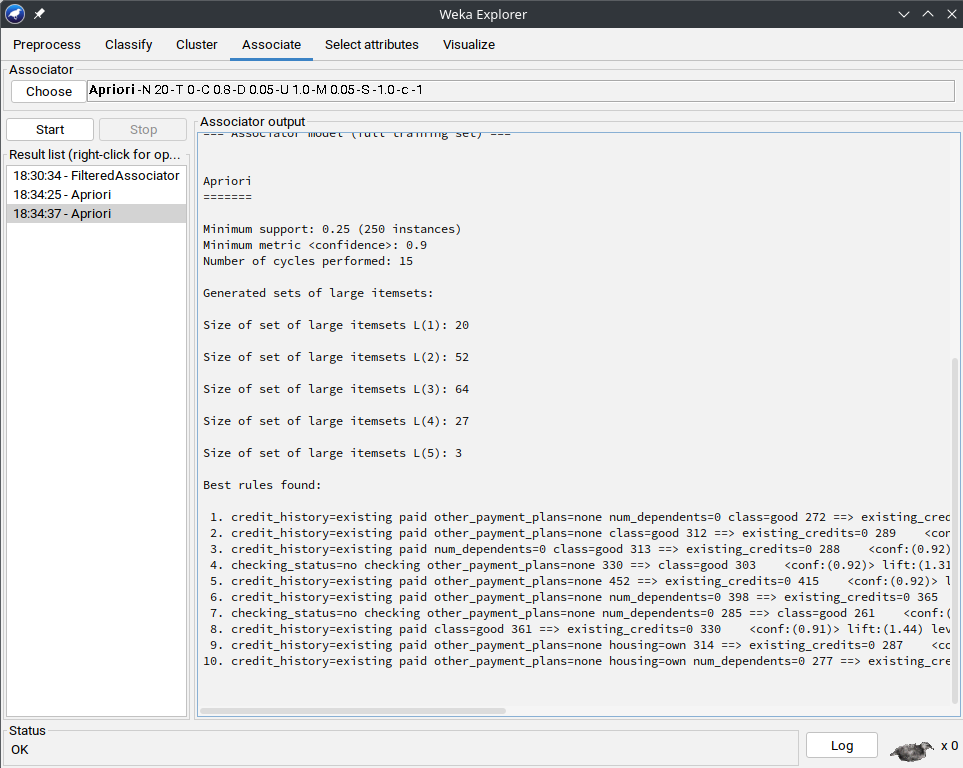 Weka Explorer
Preprocess Classify Cluster Associate Select attributes Visualize
Associator
Choose Apriori -N 20 -T 0 -C 0.8 -D 0.05 -U 1.0 -M 0.05 -S -1.0 -c -1
Start Stop
Result list (right-click for op...
18:30:34 - FilteredAssociator
18:34:25 - Apriori
18:34:37 - Apriori
Associator output
=== Associator model (full training set) ===
Apriori
=======
Minimum support: 0.25 (250 instances)
Minimum metric <confidence>: 0.9
Number of cycles performed: 15
Generated sets of large itemsets:
Size of set of large itemsets L(1): 20
Size of set of large itemsets L(2): 52
Size of set of large itemsets L(3): 64
Size of set of large itemsets L(4): 27
Size of set of large itemsets L(5): 3
Best rules found:
1. credit_history=existing paid other_payment_plans=none num_dependents=0 class=good 272 ==> existing_cred
2. credit_history=existing paid other_payment_plans=none class=good 312 ==> existing_credits=0 289 <con
3. credit_history=existing paid num_dependents=0 class=good 313 ==> existing_credits=0 288 <conf:(0.92)
4. checking_status=no checking other_payment_plans=none 330 ==> class=good 303 <conf:(0.92)> lift:(1.31
5. credit_history=existing paid other_payment_plans=none 452 ==> existing_credits=0 415 <conf:(0.92)> l
6. credit_history=existing paid other_payment_plans=none num_dependents=0 398 ==> existing_credits=0 365
7. checking_status=no checking other_payment_plans=none num_dependents=0 285 ==> class=good 261 <conf:(
8. credit_history=existing paid class=good 361 ==> existing_credits=0 330 <conf:(0.91)> lift:(1.44) lev
9. credit_history=existing paid other_payment_plans=none housing=own 314 ==> existing_credits=0 287 <co
10. credit_history=existing paid other_payment_plans=none housing=own num_dependents=0 277 ==> existing_cre
Status
OK
Log
x 0